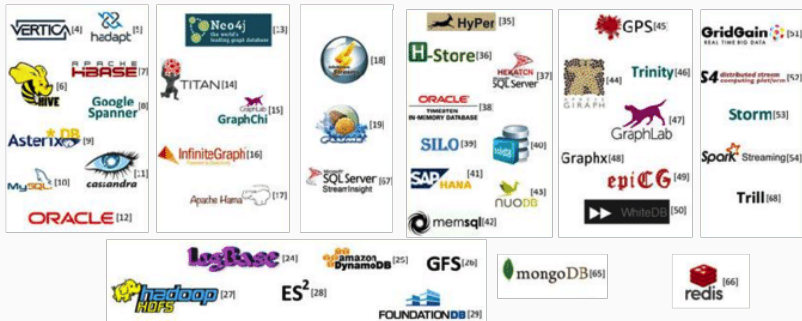 VERTICA [4]
hadapt [5]
HIVE [6]
APACHE
HBASE [7]
Google
Spanner [8]
AsterixDB [9]
MySQL [10]
cassandra
ORACLE [12]
Neo4j [13]
the world's
leading graph database
TITAN [14]
GraphLab
GraphChi [15]
InfiniteGraph [16]
Apache Hama [17]
[18]
[19]
Microsoft
SQL Server
StreamInsight [67]
HyPer [35]
H-Store [36]
HEKATON
SQL Server [37]
ORACLE
TIMESTEN
IN-MEMORY DATABASE [38]
SILO [39]
[40]
SAP HANA [41]
memsql [42]
NUODB [43]
APACHE
GIRAPH [44]
GPS [45]
Trinity [46]
GraphLab [47]
Graphx [48]
epiCG [49]
WhiteDB [50]
GridGain [51]
REAL TIME BIG DATA
S4 distributed stream
computing platform [52]
Storm [53]
Spark Streaming [54]
Trill [68]
LogBase [24]
amazon
DynamoDB [25]
GFS [26]
hadoop
HDFS [27]
ES² [28]
FOUNDATIONDB [29]
mongoDB [65]
redis [66]